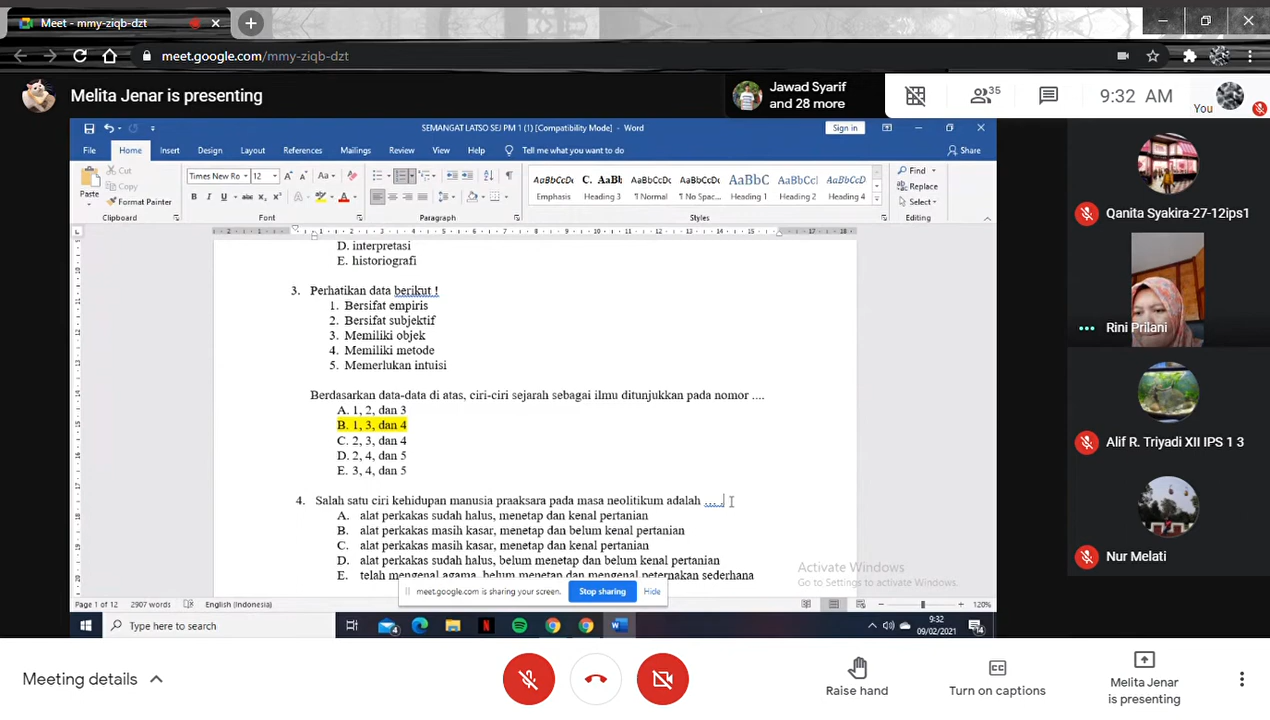 Meet - mmy-ziqb-dzt
meet.google.com/mmy-ziqb-dzt
Melita Jenar is presenting
Jawad Syarif
and 28 more
35
9:32 AM
You
SEMANGAT LATSO SEJ PM 1 (1) [Compatibility Mode] - Word
Sign in
File Home Insert Design Layout References Mailings Review View Help Tell me what you want to do Share
Paste
Cut
Copy
Format Painter
Clipboard
Times New Ro 12
Font
Paragraph
AaBbCcDc Emphasis
C. AaBb Heading 3
AaBbCcDc ¶ Normal
AaBbCcDc ¶ No Spac...
AaBbC Heading 1
AaBbCcI Heading 2
AaBbCcD Heading 4
Styles
Find
Replace
Select
Editing
D. interpretasi
E. historiografi
3. Perhatikan data berikut !
1. Bersifat empiris
2. Bersifat subjektif
3. Memiliki objek
4. Memiliki metode
5. Memerlukan intuisi
Berdasarkan data-data di atas, ciri-ciri sejarah sebagai ilmu ditunjukkan pada nomor ....
A. 1, 2, dan 3
B. 1, 3, dan 4
C. 2, 3, dan 4
D. 2, 4, dan 5
E. 3, 4, dan 5
4. Salah satu ciri kehidupan manusia praaksara pada masa neolitikum adalah ... .
A. alat perkakas sudah halus, menetap dan kenal pertanian
B. alat perkakas masih kasar, menetap dan belum kenal pertanian
C. alat perkakas masih kasar, menetap dan kenal pertanian
D. alat perkakas sudah halus, belum menetap dan belum kenal pertanian
E. telah mengenal agama, belum menetap dan mengenal peternakan sederhana
Activate Windows
Go to Settings to activate Windows.
meet.google.com is sharing your screen. Stop sharing Hide
Page 1 of 12 2907 words English (Indonesia) 120%
Type here to search
9:32
09/02/2021
Qanita Syakira-27-12ips1
Rini Prilani
Alif R. Triyadi XII IPS 1 3
Nur Melati
Meeting details
Raise hand
Turn on captions
Melita Jenar
is presenting